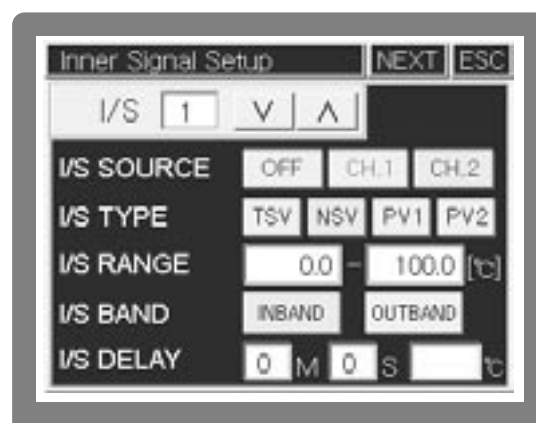 Inner Signal Setup NEXT ESC
I/S 1 V Λ
I/S SOURCE OFF CH.1 CH.2
I/S TYPE TSV NSV PV1 PV2
I/S RANGE 0.0 - 100.0 [℃]
I/S BAND INBAND OUTBAND
I/S DELAY 0 M 0 S ℃